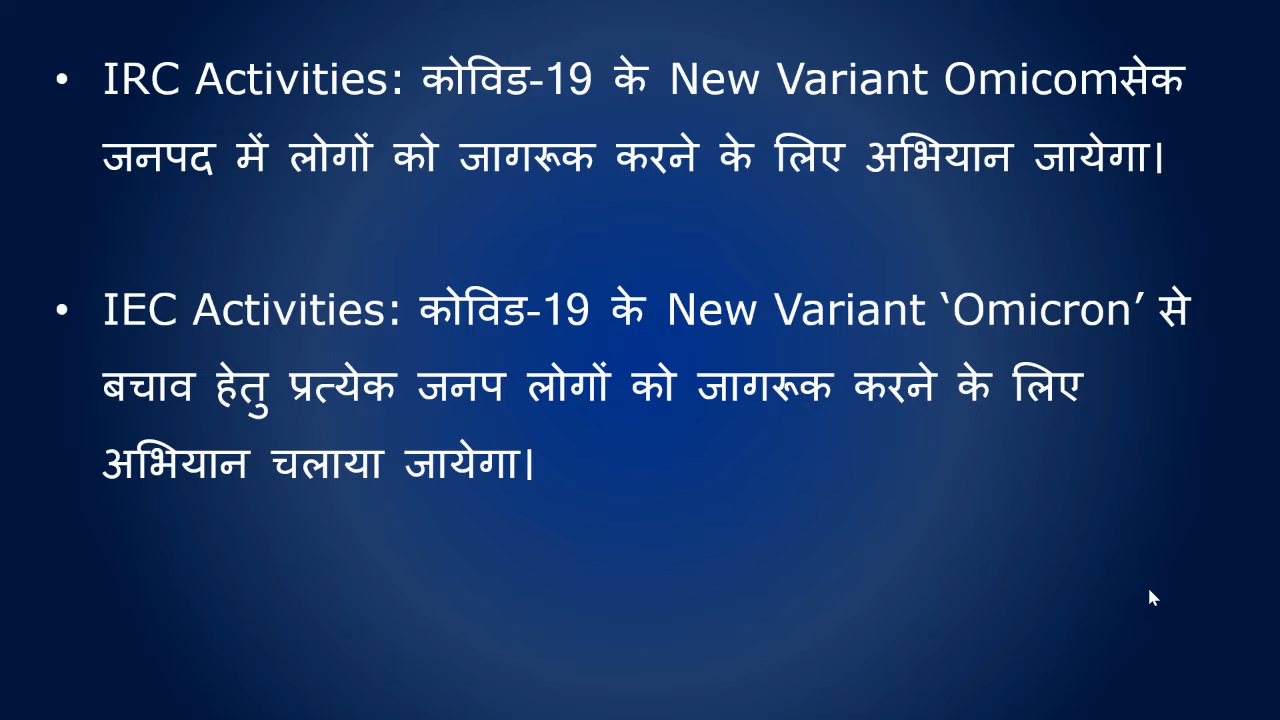 • IRC Activities: कोविड-19 के New Variant Omicomसेक
जनपद में लोगों को जागरूक करने के लिए अभियान जायेगा।
• IEC Activities: कोविड-19 के New Variant ‘Omicron’ से
बचाव हेतु प्रत्येक जनप लोगों को जागरूक करने के लिए
अभियान चलाया जायेगा।